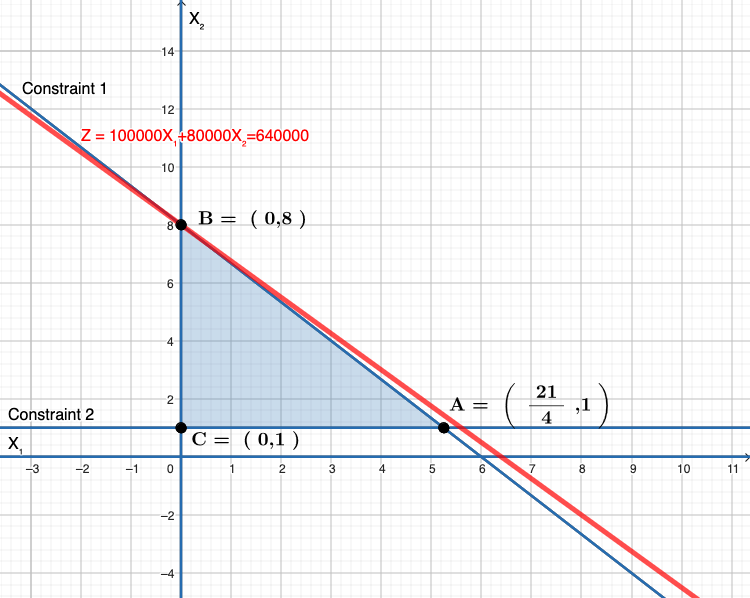 X₂
14
Constraint 1
12
Z = 100000X₁+80000X₂=640000
10
8
B = ( 0,8 )
6
4
2
A = ( 21/4 ,1 )
Constraint 2
C = ( 0,1 )
X₁
−3 −2 −1 0 1 2 3 4 5 6 7 8 9 10 11
−2
−4